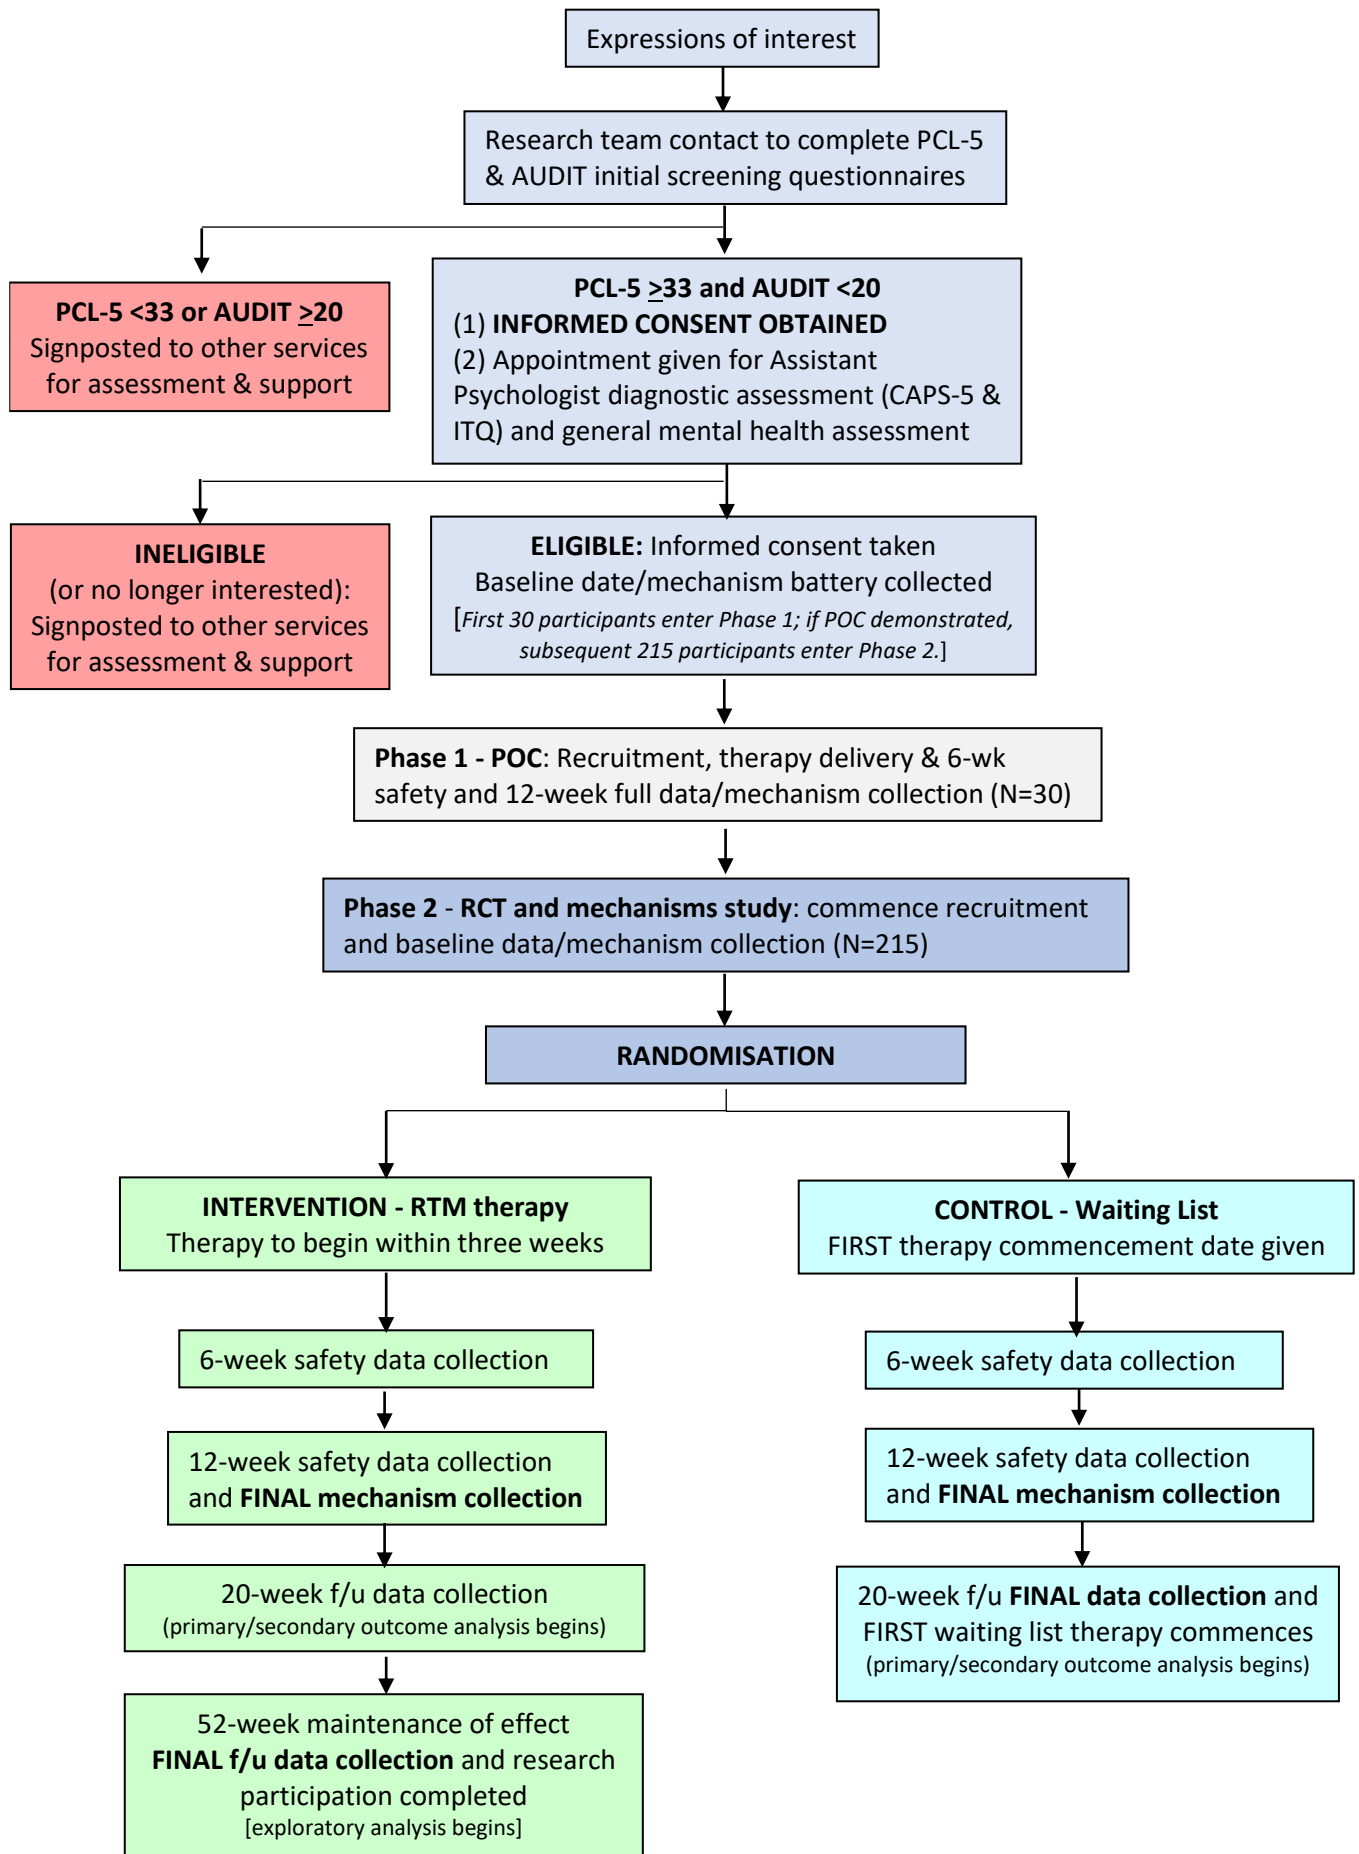 Expressions of interest
Research team contact to complete PCL-5
& AUDIT initial screening questionnaires
PCL-5 <33 or AUDIT ≥20
Signposted to other services
for assessment & support
PCL-5 ≥33 and AUDIT <20
(1) INFORMED CONSENT OBTAINED
(2) Appointment given for Assistant
Psychologist diagnostic assessment (CAPS-5 &
ITQ) and general mental health assessment
INELIGIBLE
(or no longer interested):
Signposted to other services
for assessment & support
ELIGIBLE: Informed consent taken
Baseline date/mechanism battery collected
[First 30 participants enter Phase 1; if POC demonstrated,
subsequent 215 participants enter Phase 2.]
Phase 1 - POC: Recruitment, therapy delivery & 6-wk
safety and 12-week full data/mechanism collection (N=30)
Phase 2 - RCT and mechanisms study: commence recruitment
and baseline data/mechanism collection (N=215)
RANDOMISATION
INTERVENTION - RTM therapy
Therapy to begin within three weeks
6-week safety data collection
12-week safety data collection
and FINAL mechanism collection
20-week f/u data collection
(primary/secondary outcome analysis begins)
52-week maintenance of effect
FINAL f/u data collection and research
participation completed
[exploratory analysis begins]
CONTROL - Waiting List
FIRST therapy commencement date given
6-week safety data collection
12-week safety data collection
and FINAL mechanism collection
20-week f/u FINAL data collection and
FIRST waiting list therapy commences
(primary/secondary outcome analysis begins)